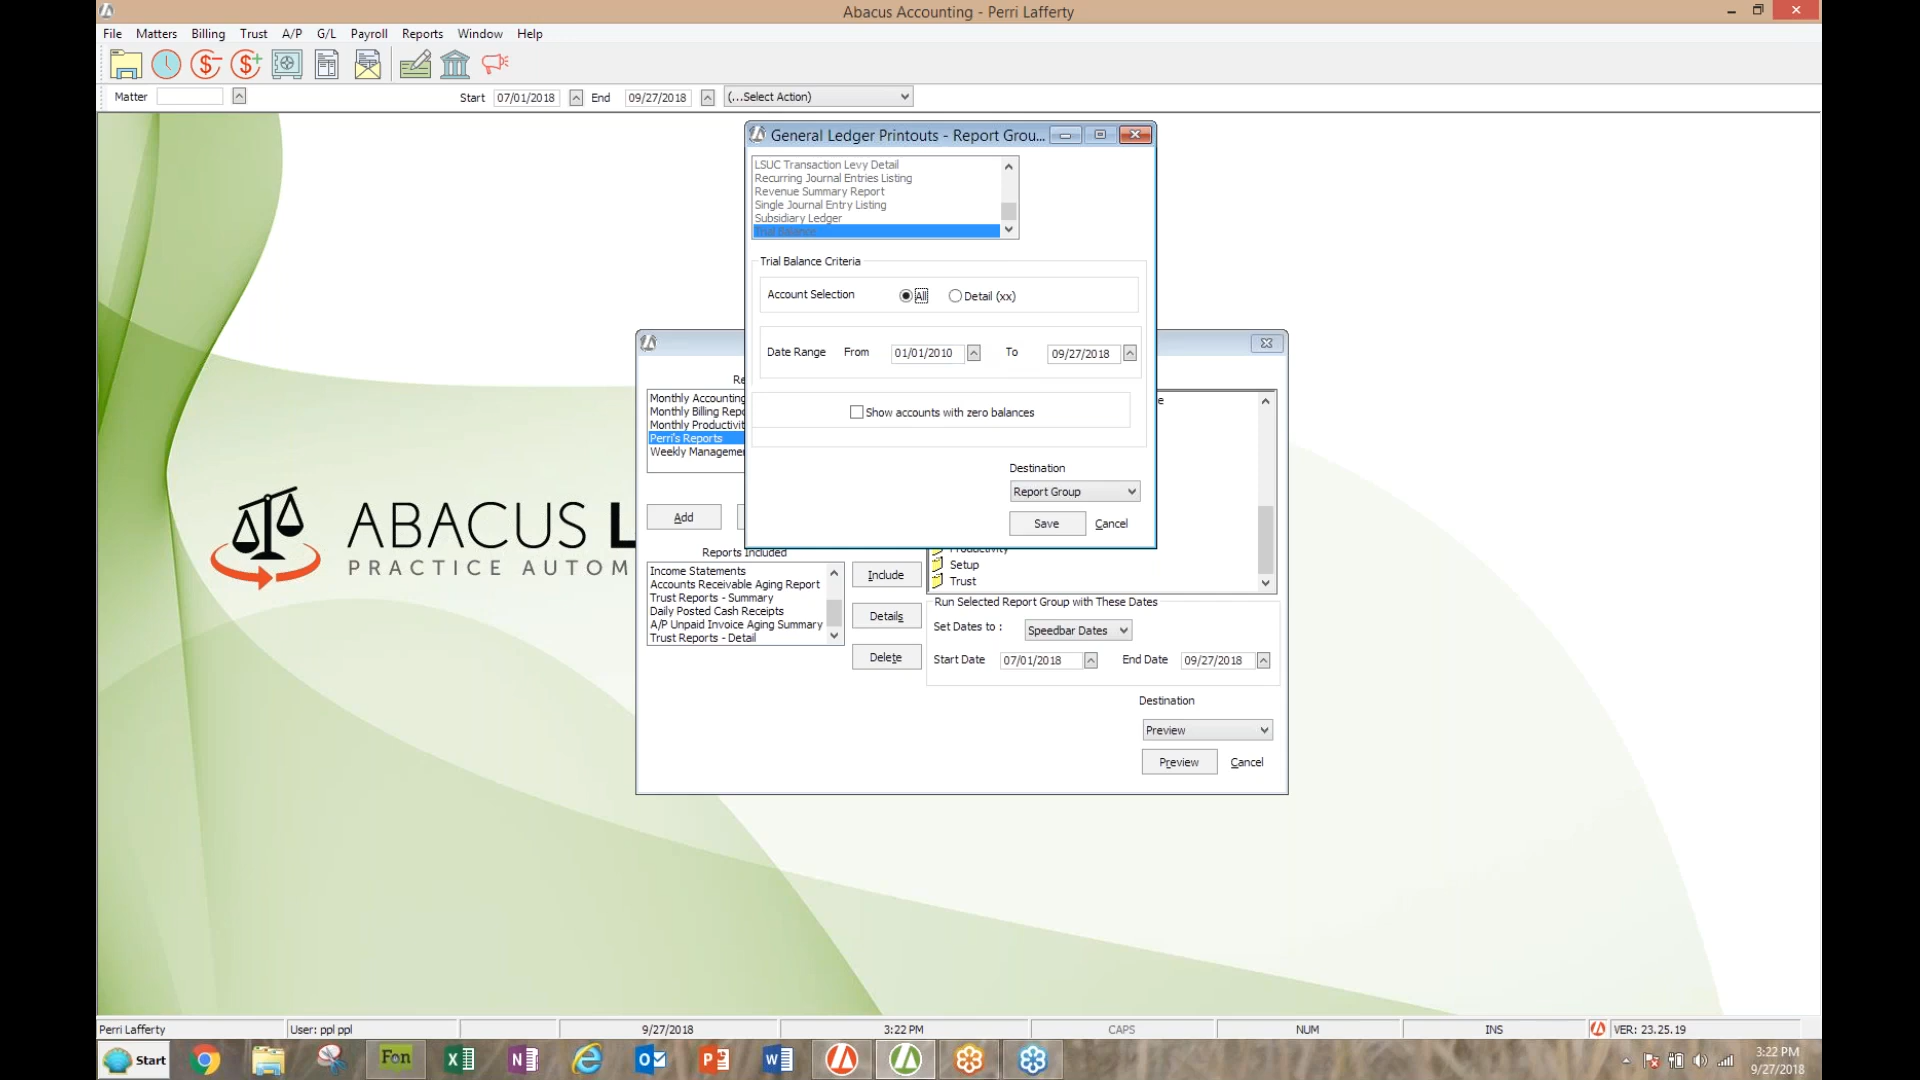 Abacus Accounting - Perri Lafferty
File Matters Billing Trust A/P G/L Payroll Reports Window Help
Matter Start 07/01/2018 End 09/27/2018 (...Select Action)
General Ledger Printouts - Report Grou...
LSUC Transaction Levy Detail
Recurring Journal Entries Listing
Revenue Summary Report
Single Journal Entry Listing
Subsidiary Ledger
Trial Balance
Trial Balance Criteria
Account Selection All Detail (xx)
Date Range From 01/01/2010 To 09/27/2018
Show accounts with zero balances
Destination
Report Group
Save Cancel
Re
Monthly Accounting
Monthly Billing Repo
Monthly Productivit
Perri's Reports
Weekly Managemen
e
Add
Reports Included
Income Statements
Accounts Receivable Aging Report
Trust Reports - Summary
Daily Posted Cash Receipts
A/P Unpaid Invoice Aging Summary
Trust Reports - Detail
Include
Details
Delete
Productivity
Setup
Trust
Run Selected Report Group with These Dates
Set Dates to : Speedbar Dates
Start Date 07/01/2018 End Date 09/27/2018
Destination
Preview
Preview Cancel
ABACUS L
PRACTICE AUTOM
Perri Lafferty User: ppl ppl 9/27/2018 3:22 PM CAPS NUM INS VER: 23.25.19
Start Fon 3:22 PM
9/27/2018